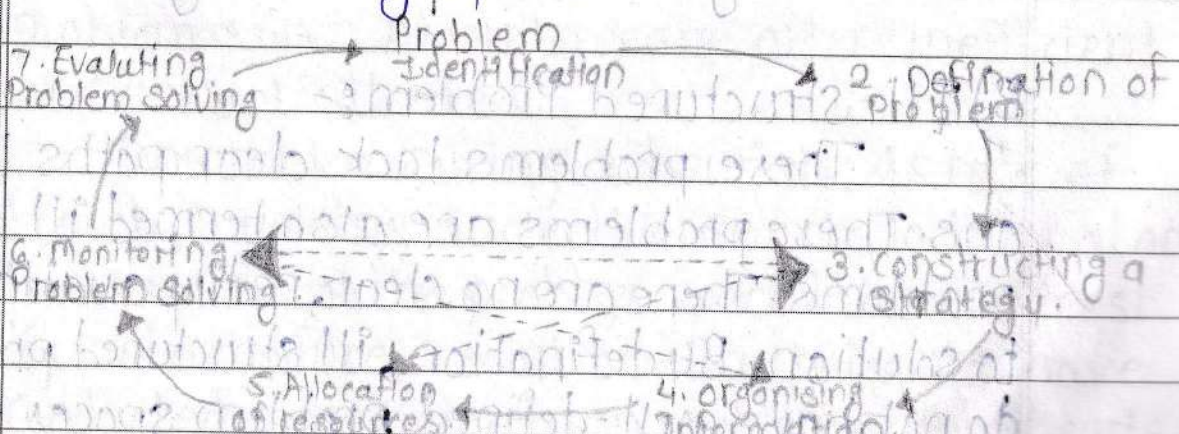 Problem
Identification
7. Evaluting
Problem Solving
2. Defination of
Problem
6. Monitoring
Problem Solving
3. Constructing a
Strategy.
5. Allocation
of resources
4. Organising
Information.